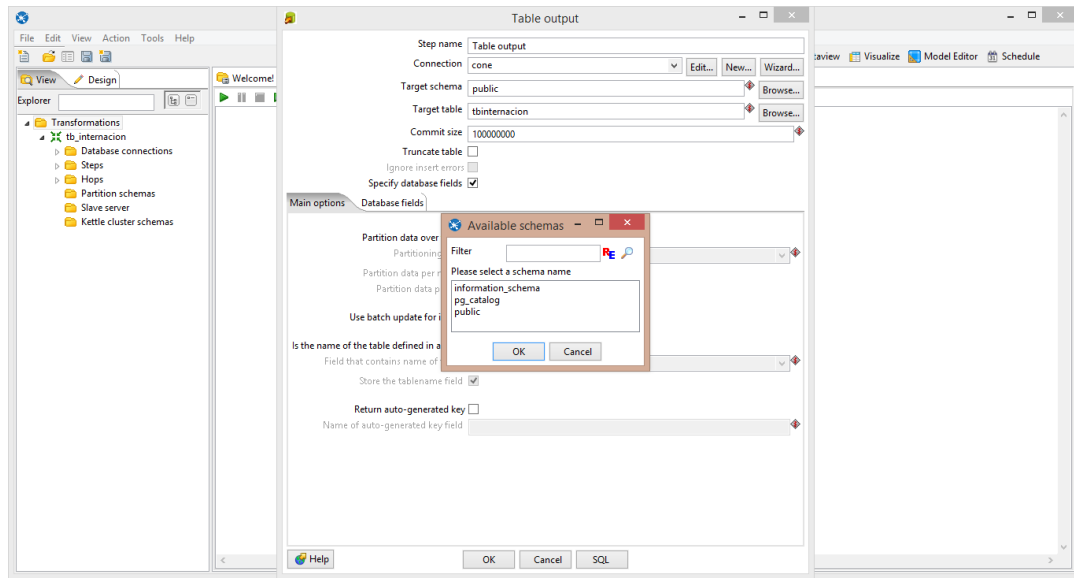 Table output
File Edit View Action Tools Help
View
Design
Explorer
Transformations
tb_internacion
Database connections
Steps
Hops
Partition schemas
Slave server
Kettle cluster schemas
Welcome!
Visualize Model Editor Schedule
Step name Table output
Connection cone Edit... New... Wizard...
Target schema public Browse...
Target table tbinternacion Browse...
Commit size 100000000
Truncate table
Ignore insert errors
Specify database fields
Main options Database fields
Partition data over
Partitioning
Partition data per
Partition data p
Use batch update for i
Is the name of the table defined in a
Field that contains name of
Store the tablename field
Return auto-generated key
Name of auto-generated key field
Available schemas
Filter
RE
Please select a schema name
information_schema
pg_catalog
public
OK Cancel
Help OK Cancel SQL